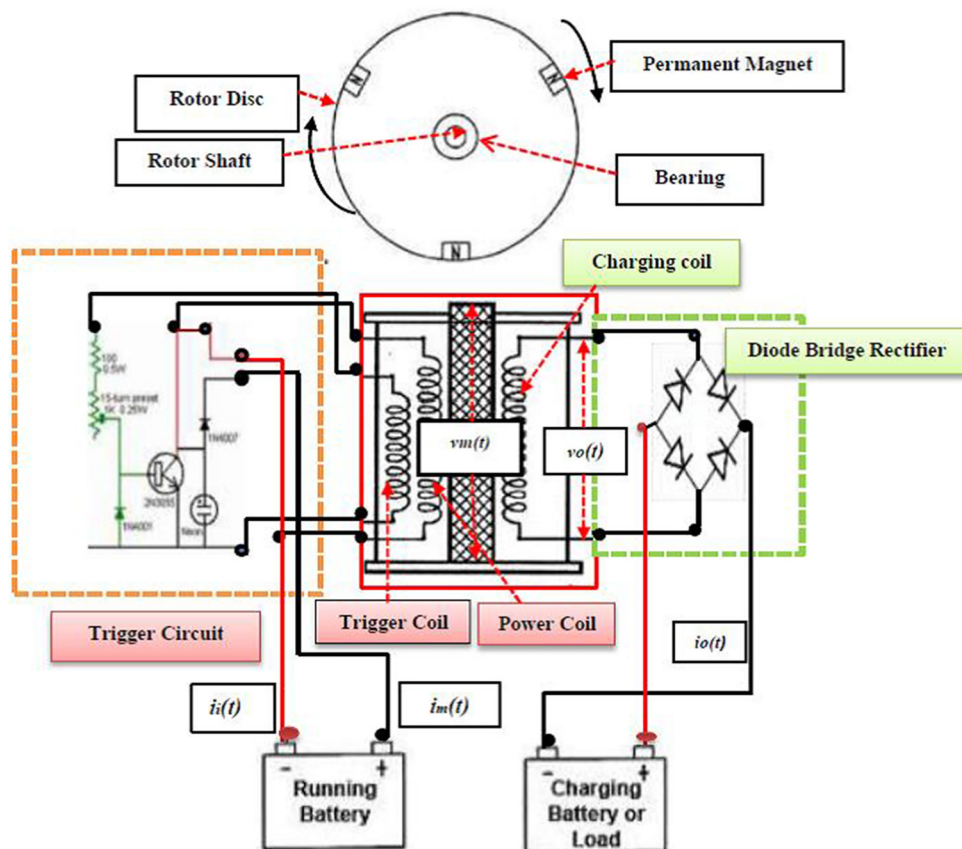 Permanent Magnet
N
N
Rotor Disc
Rotor Shaft
Bearing
N
Charging coil
Diode Bridge Rectifier
100
0.5W
15-turn preset
1K 0.25W
1N4007
vm(t)
vo(t)
2N3055
1N4001
Neon
Trigger Circuit
Trigger Coil
Power Coil
io(t)
ii(t)
im(t)
- +
Running
Battery
- +
Charging
Battery or
Load